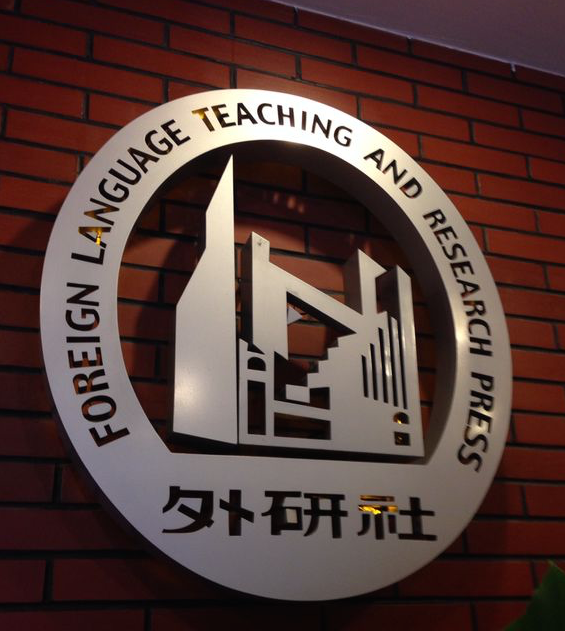 FOREIGN LANGUAGE TEACHING AND RESEARCH PRESS
外研社